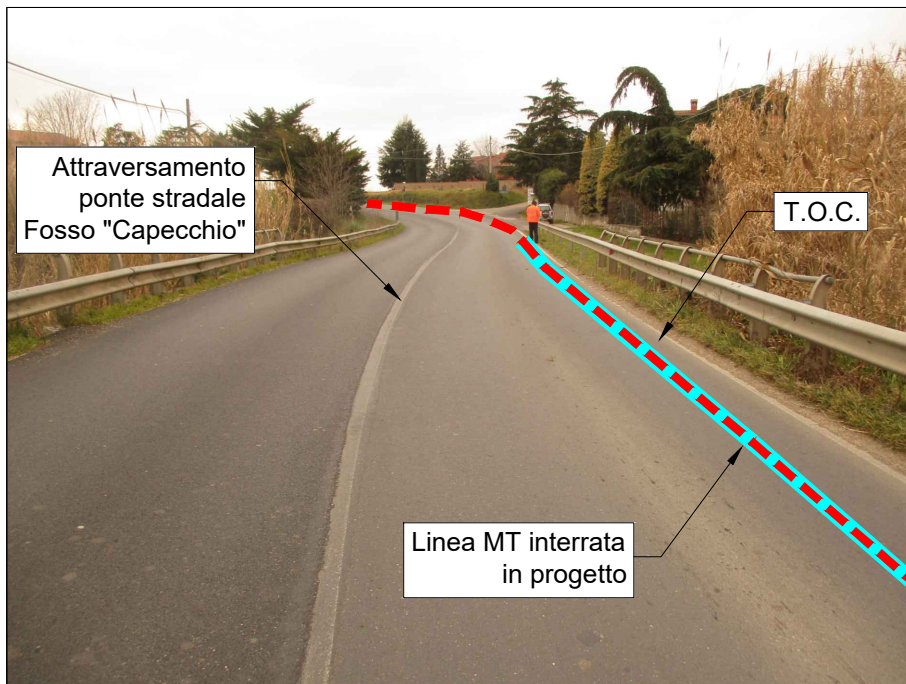 Attraversamento
ponte stradale
Fosso "Capecchio"
T.O.C.
Linea MT interrata
in progetto